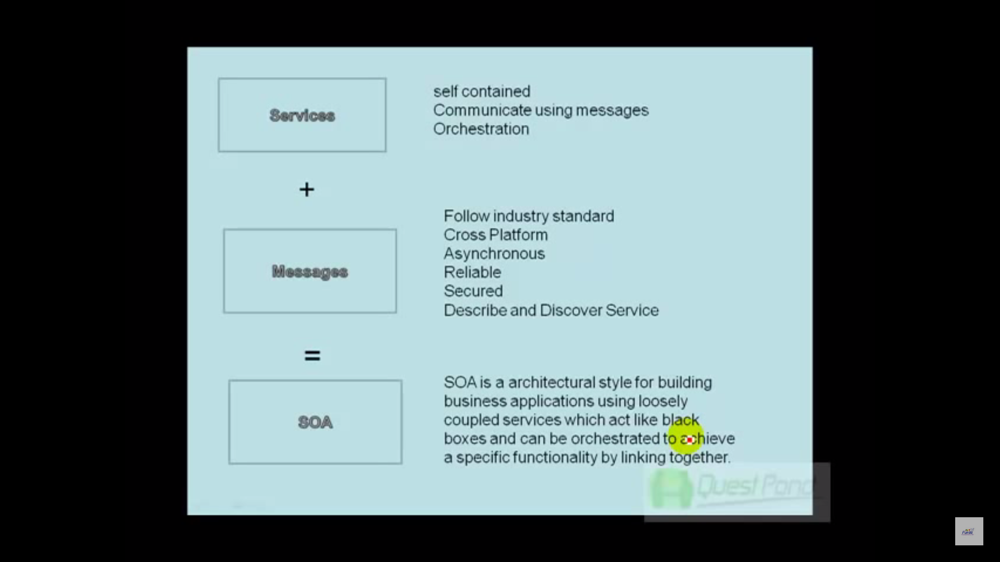 Services
self contained
Communicate using messages
Orchestration
+
Messages
Follow industry standard
Cross Platform
Asynchronous
Reliable
Secured
Describe and Discover Service
=
SOA
SOA is a architectural style for building
business applications using loosely
coupled services which act like black
boxes and can be orchestrated to achieve
a specific functionality by linking together.
Quest Pond
net
Funda